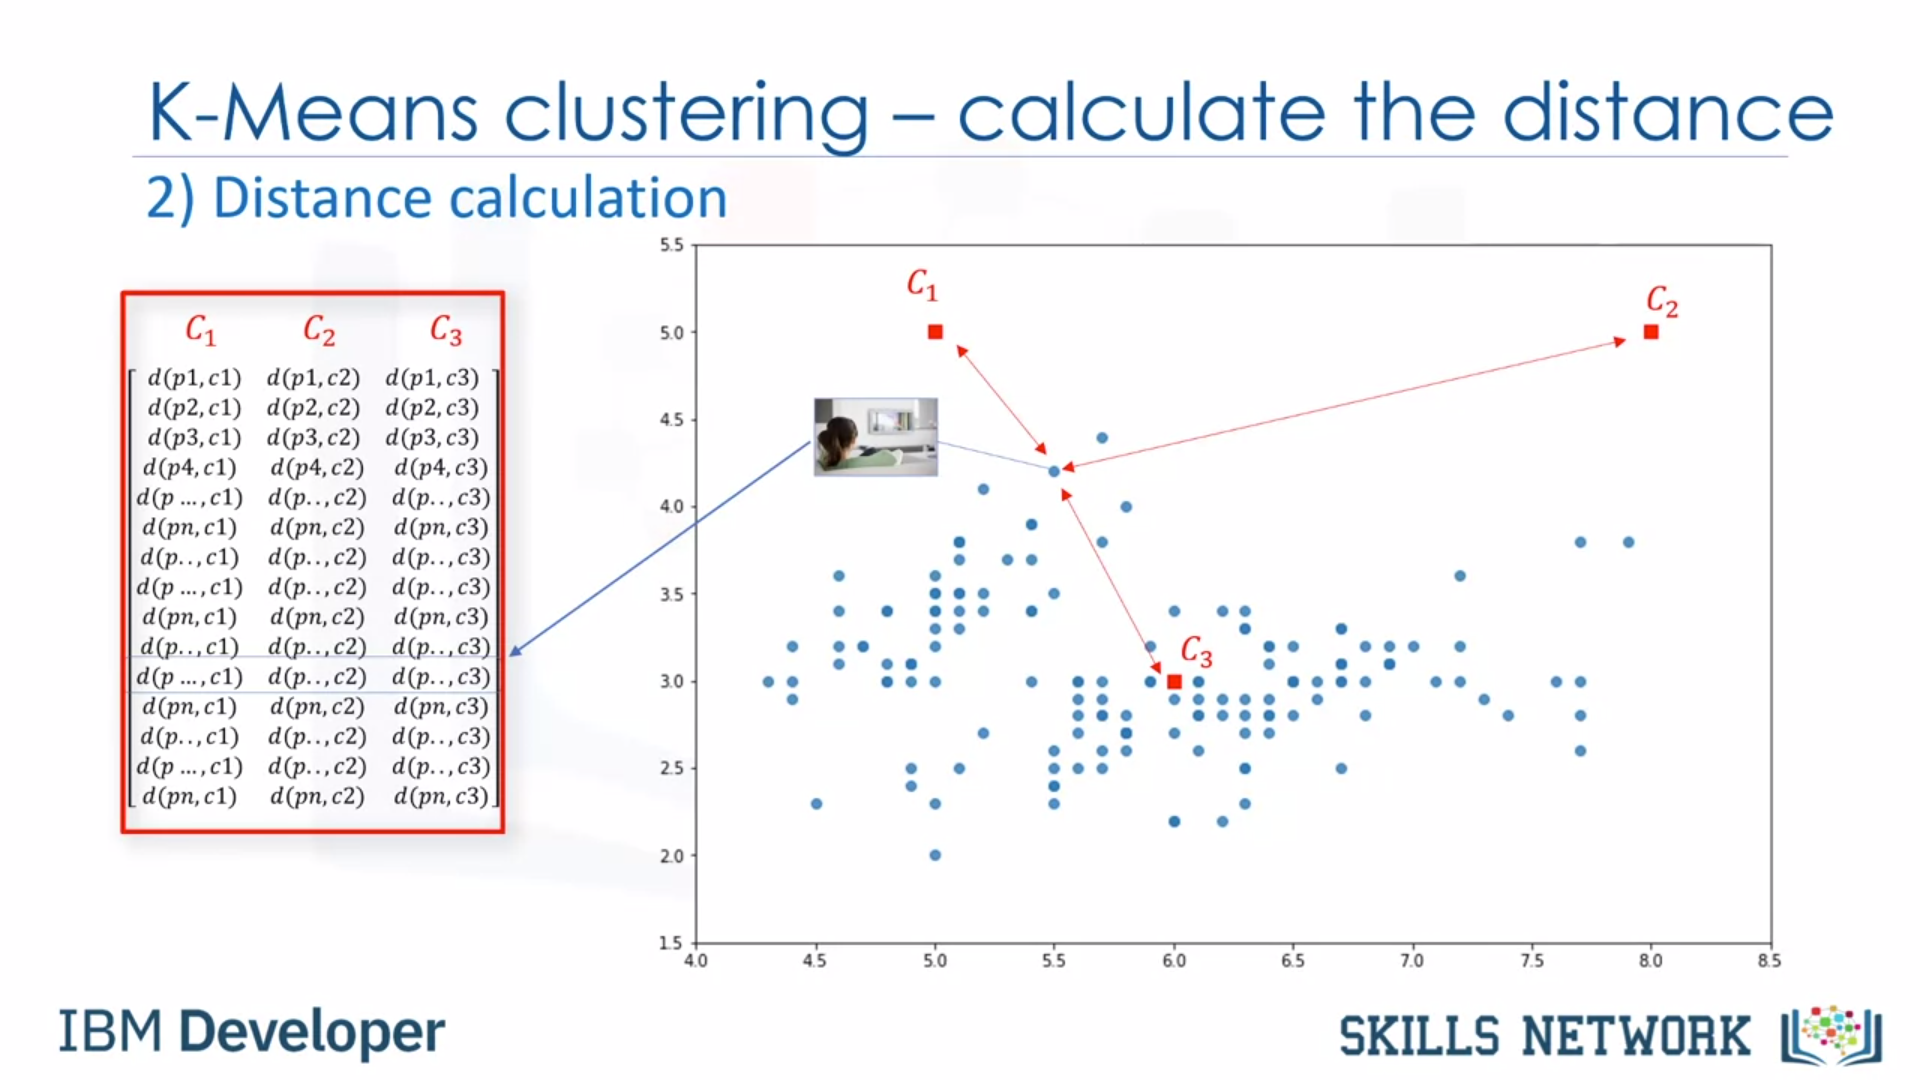 K-Means clustering – calculate the distance
2) Distance calculation
C₁ C₂ C₃
d(p1,c1) d(p1,c2) d(p1,c3)
d(p2,c1) d(p2,c2) d(p2,c3)
d(p3,c1) d(p3,c2) d(p3,c3)
d(p4,c1) d(p4,c2) d(p4,c3)
d(p ...,c1) d(p..,c2) d(p..,c3)
d(pn,c1) d(pn,c2) d(pn,c3)
d(p..,c1) d(p..,c2) d(p..,c3)
d(p ...,c1) d(p..,c2) d(p..,c3)
d(pn,c1) d(pn,c2) d(pn,c3)
d(p..,c1) d(p..,c2) d(p..,c3)
d(p ...,c1) d(p..,c2) d(p..,c3)
d(pn,c1) d(pn,c2) d(pn,c3)
d(p..,c1) d(p..,c2) d(p..,c3)
d(p ...,c1) d(p..,c2) d(p..,c3)
d(pn,c1) d(pn,c2) d(pn,c3)
5.5
5.0
4.5
4.0
3.5
3.0
2.5
2.0
1.5
C₁
C₂
C₃
4.0 4.5 5.0 5.5 6.0 6.5 7.0 7.5 8.0 8.5
IBM Developer
SKILLS NETWORK